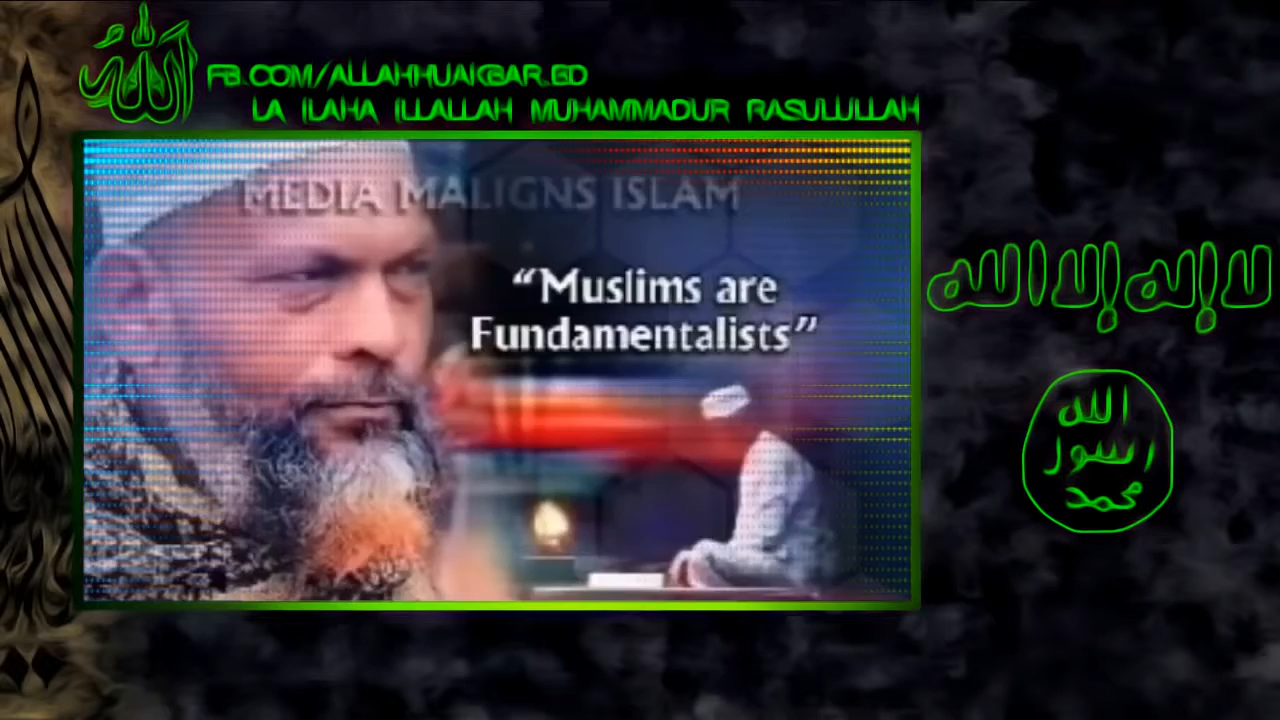 الله
FB.COM/ALLAHHUAKBAR.BD
LA ILAHA ILLALLAH MUHAMMADUR RASULULLAH
MEDIA MALIGNS ISLAM
“Muslims are
Fundamentalists”
لا إله إلا الله
الله
رسول
محمد